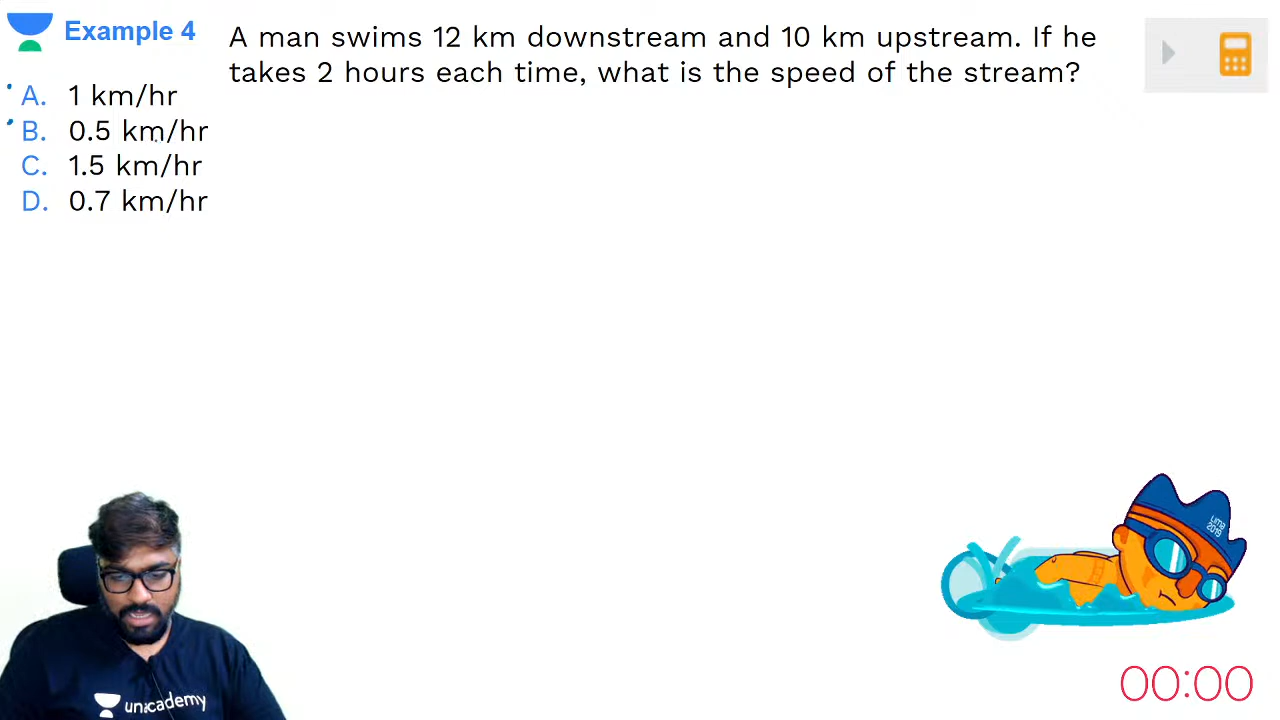 Example 4
A man swims 12 km downstream and 10 km upstream. If he
takes 2 hours each time, what is the speed of the stream?
A. 1 km/hr
B. 0.5 km/hr
C. 1.5 km/hr
D. 0.7 km/hr
Lima
2019
unacademy
00:00